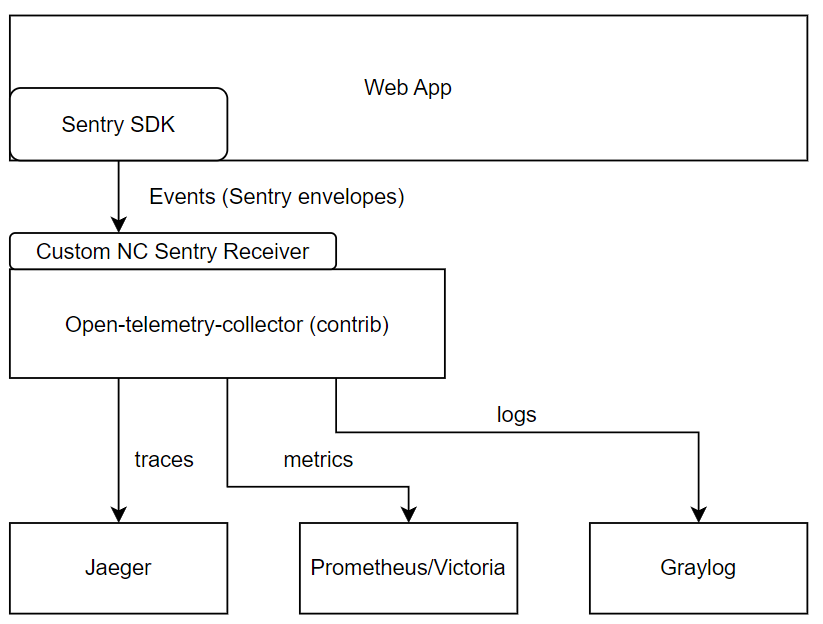 Web App
Sentry SDK
Events (Sentry envelopes)
Custom NC Sentry Receiver
Open-telemetry-collector (contrib)
logs
traces
metrics
Jaeger
Prometheus/Victoria
Graylog